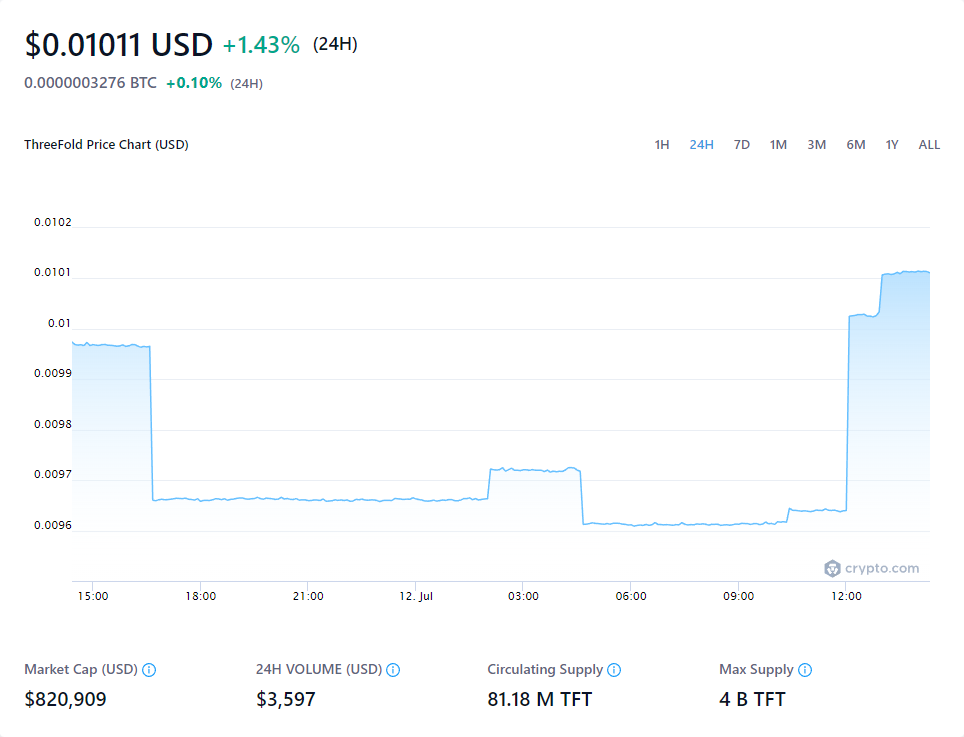 $0.01011 USD +1.43% (24H)
0.0000003276 BTC +0.10% (24H)
ThreeFold Price Chart (USD) 1H 24H 7D 1M 3M 6M 1Y ALL
0.0102
0.0101
0.01
0.0099
0.0098
0.0097
0.0096
crypto.com
15:00 18:00 21:00 12. Jul 03:00 06:00 09:00 12:00
Market Cap (USD) 24H VOLUME (USD) Circulating Supply Max Supply
$820,909 $3,597 81.18 M TFT 4 B TFT